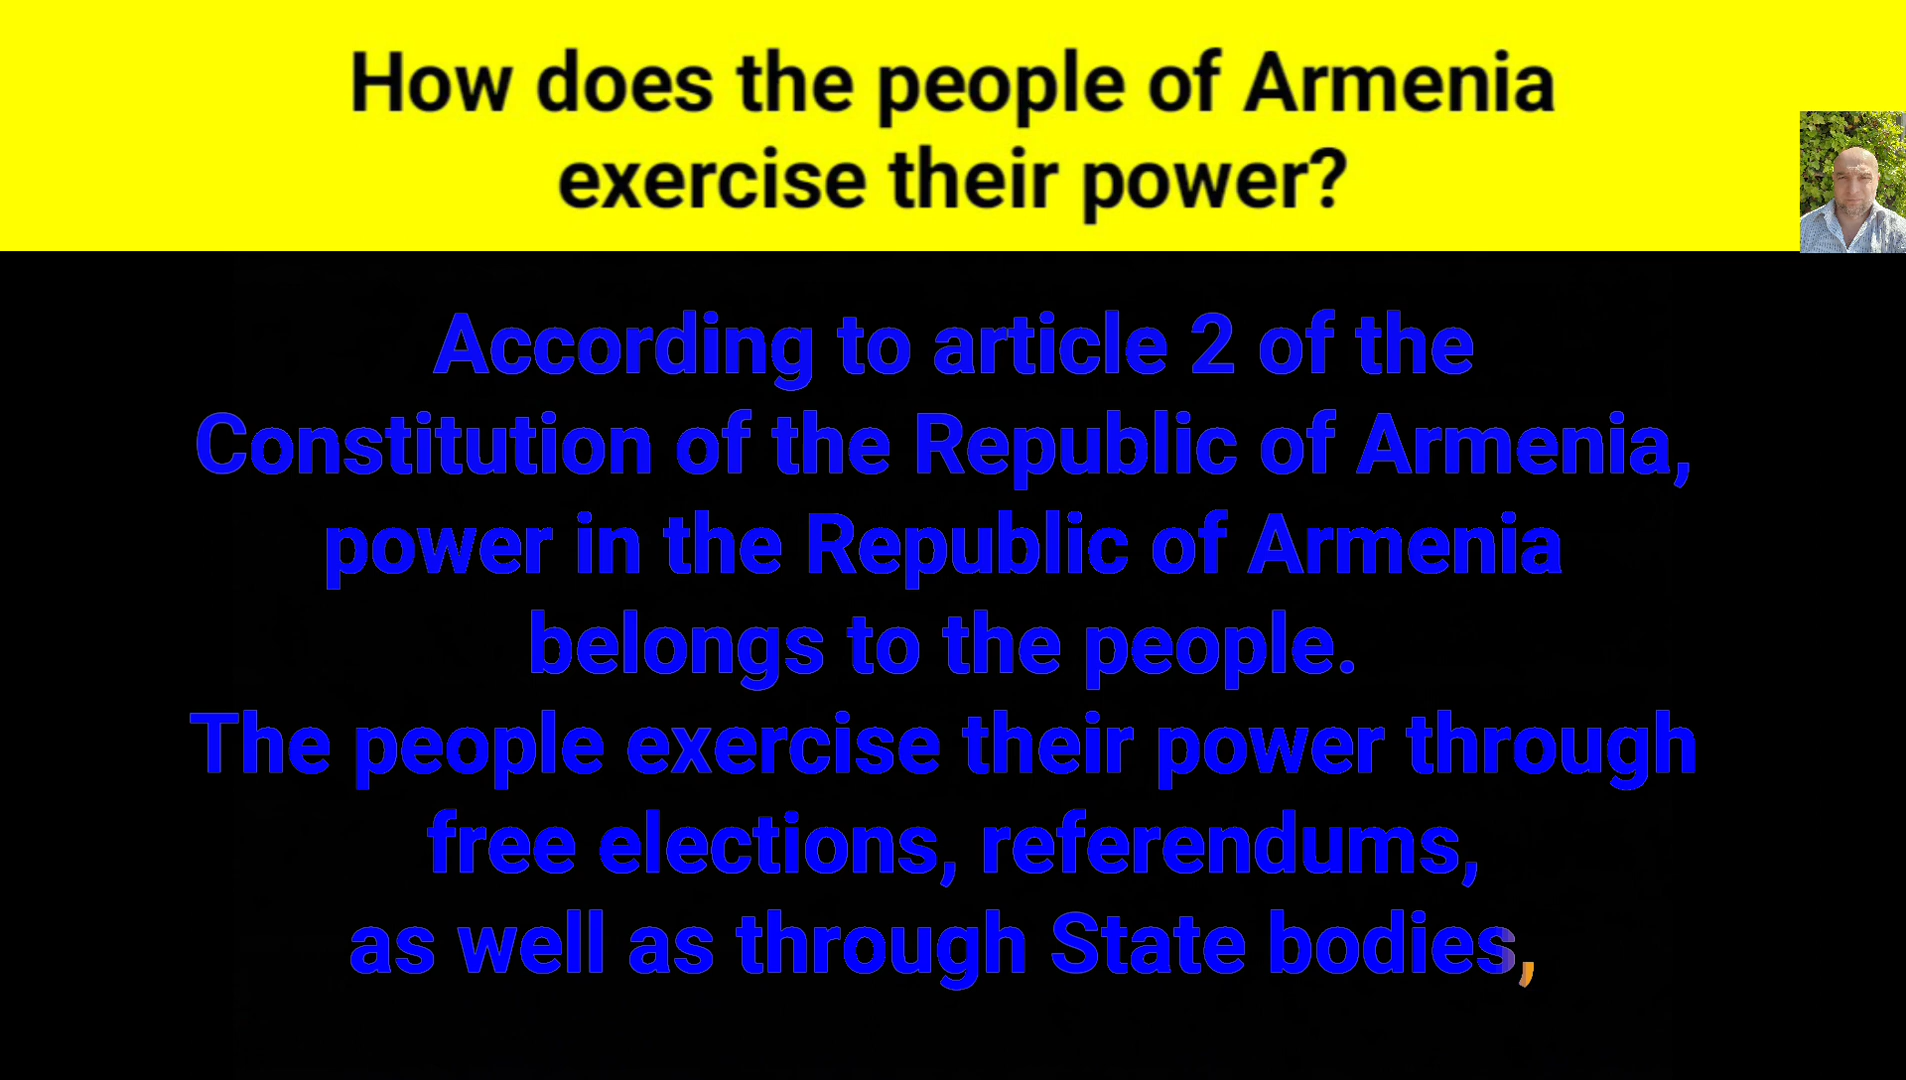 How does the people of Armenia
exercise their power?
According to article 2 of the
Constitution of the Republic of Armenia,
power in the Republic of Armenia
belongs to the people.
The people exercise their power through
free elections, referendums,
as well as through State bodies,